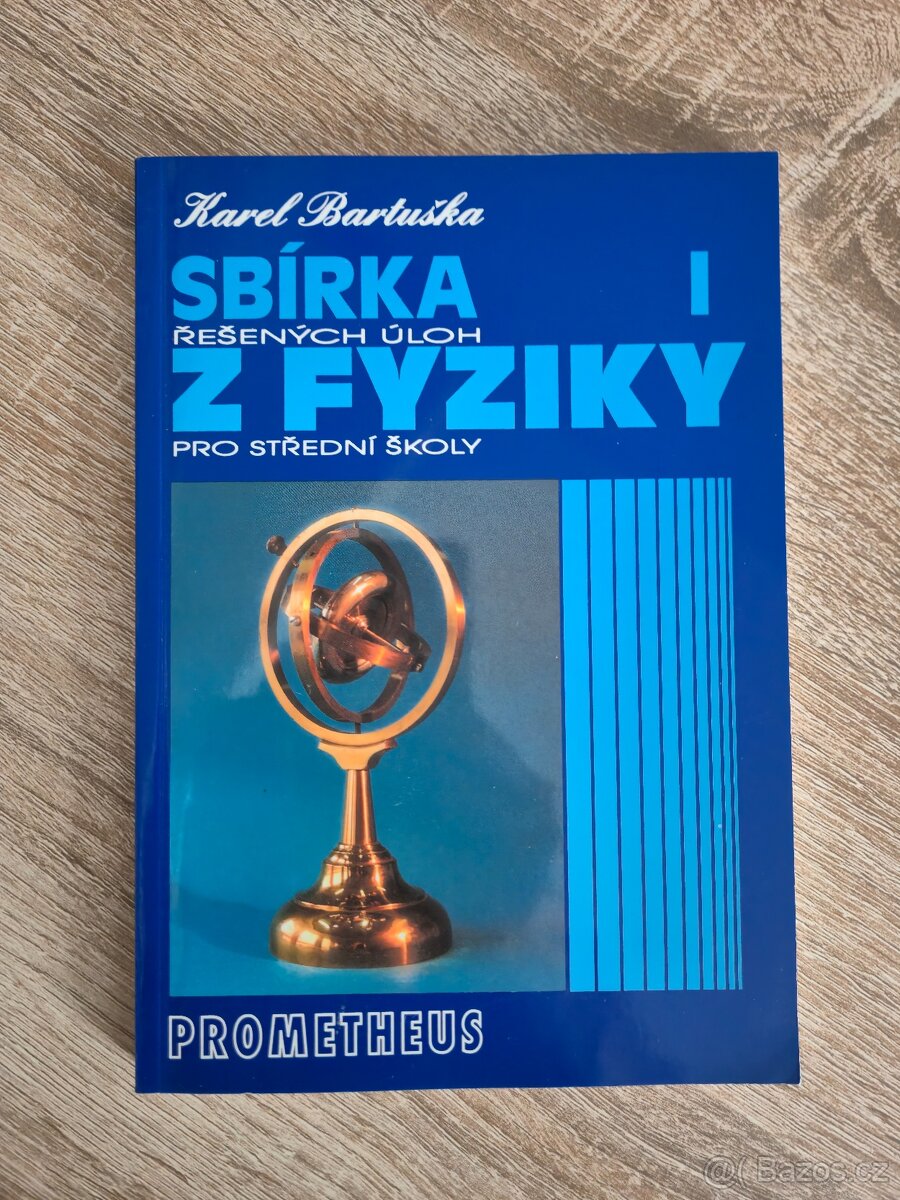 Karel Bartuška
SBÍRKA I
ŘEŠENÝCH ÚLOH
Z FYZIKY
PRO STŘEDNÍ ŠKOLY
PROMETHEUS
@( Bazos.cz